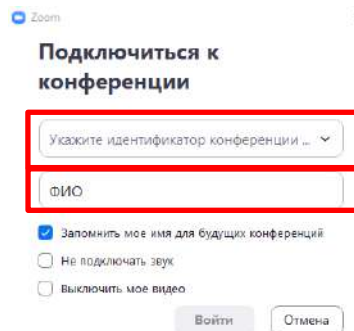 Zoom
Подключиться к
конференции
Укажите идентификатор конференции ...
ФИО
Запомнить мое имя для будущих конференций
Не подключать звук
Выключить мое видео
Войти Отмена